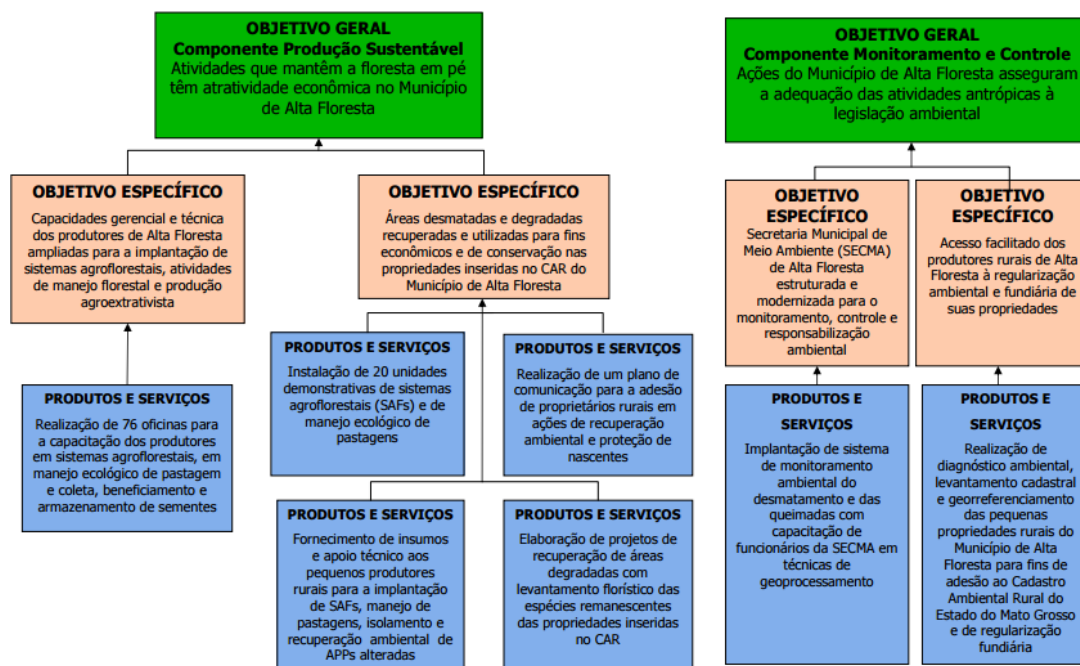 OBJETIVO GERAL
Componente Produção Sustentável
Atividades que mantêm a floresta em pé
têm atratividade econômica no Município
de Alta Floresta
OBJETIVO GERAL
Componente Monitoramento e Controle
Ações do Município de Alta Floresta asseguram
a adequação das atividades antrópicas à
legislação ambiental
OBJETIVO ESPECÍFICO
Capacidades gerencial e técnica
dos produtores de Alta Floresta
ampliadas para a implantação de
sistemas agroflorestais, atividades
de manejo florestal e produção
agroextrativista
OBJETIVO ESPECÍFICO
Áreas desmatadas e degradadas
recuperadas e utilizadas para fins
econômicos e de conservação nas
propriedades inseridas no CAR do
Município de Alta Floresta
OBJETIVO
ESPECÍFICO
Secretaria Municipal de
Meio Ambiente (SECMA)
de Alta Floresta
estruturada e
modernizada para o
monitoramento, controle e
responsabilização
ambiental
OBJETIVO
ESPECÍFICO
Acesso facilitado dos
produtores rurais de Alta
Floresta à regularização
ambiental e fundiária de
suas propriedades
PRODUTOS E SERVIÇOS
Realização de 76 oficinas para
a capacitação dos produtores
em sistemas agroflorestais, em
manejo ecológico de pastagem
e coleta, beneficiamento e
armazenamento de sementes
PRODUTOS E SERVIÇOS
Instalação de 20 unidades
demonstrativas de sistemas
agroflorestais (SAFs) e de
manejo ecológico de
pastagens
PRODUTOS E SERVIÇOS
Realização de um plano de
comunicação para a adesão
de proprietários rurais em
ações de recuperação
ambiental e proteção de
nascentes
PRODUTOS E SERVIÇOS
Fornecimento de insumos
e apoio técnico aos
pequenos produtores
rurais para a implantação
de SAFs, manejo de
pastagens, isolamento e
recuperação ambiental de
APPs alteradas
PRODUTOS E SERVIÇOS
Elaboração de projetos de
recuperação de áreas
degradadas com
levantamento florístico das
espécies remanescentes
das propriedades inseridas
no CAR
PRODUTOS E
SERVIÇOS
Implantação de sistema
de monitoramento
ambiental do
desmatamento e das
queimadas com
capacitação de
funcionários da SECMA em
técnicas de
geoprocessamento
PRODUTOS E
SERVIÇOS
Realização de
diagnóstico ambiental,
levantamento cadastral
e georreferenciamento
das pequenas
propriedades rurais do
Município de Alta
Floresta para fins de
adesão ao Cadastro
Ambiental Rural do
Estado do Mato Grosso
e de regularização
fundiária